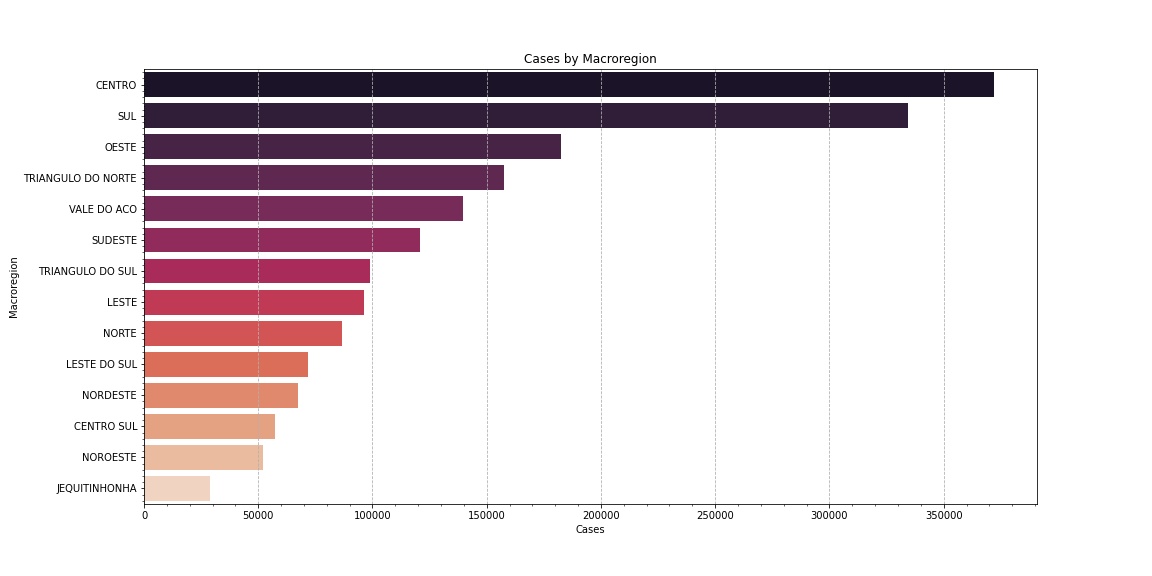 Cases by Macroregion
Macroregion
CENTRO
SUL
OESTE
TRIANGULO DO NORTE
VALE DO ACO
SUDESTE
TRIANGULO DO SUL
LESTE
NORTE
LESTE DO SUL
NORDESTE
CENTRO SUL
NOROESTE
JEQUITINHONHA
0 50000 100000 150000 200000 250000 300000 350000
Cases